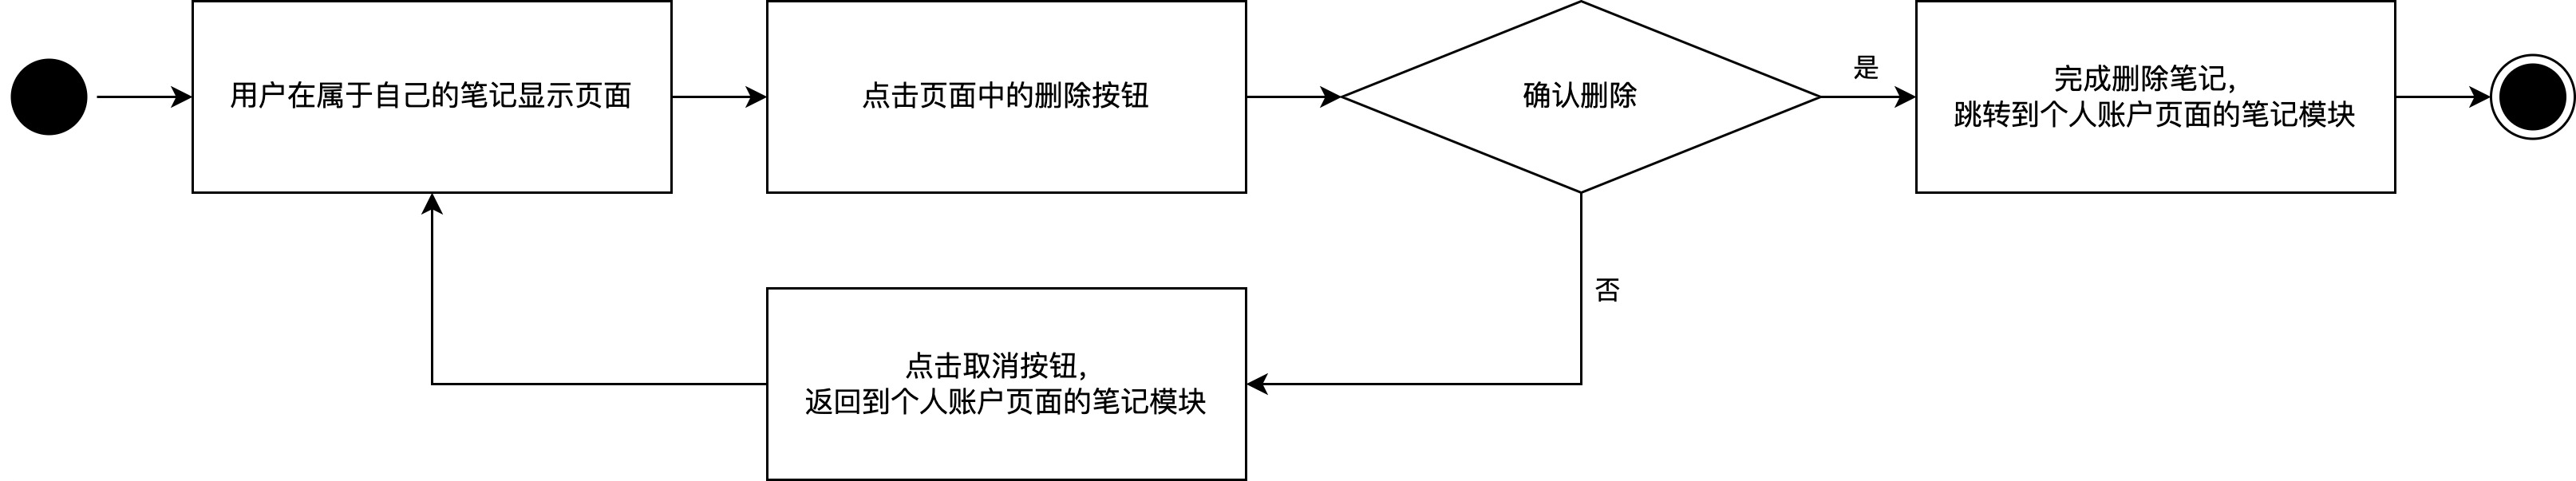 用户在属于自己的笔记显示页面
点击页面中的删除按钮
确认删除
是
完成删除笔记，
跳转到个人账户页面的笔记模块
否
点击取消按钮，
返回到个人账户页面的笔记模块